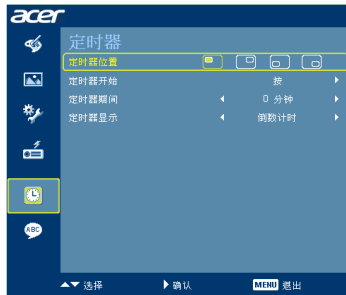 acer
定时器
定时器位置
定时器开始 按
定时器期间 0 分钟
定时器显示 倒数计时
ABC
选择 确认 MENU 退出